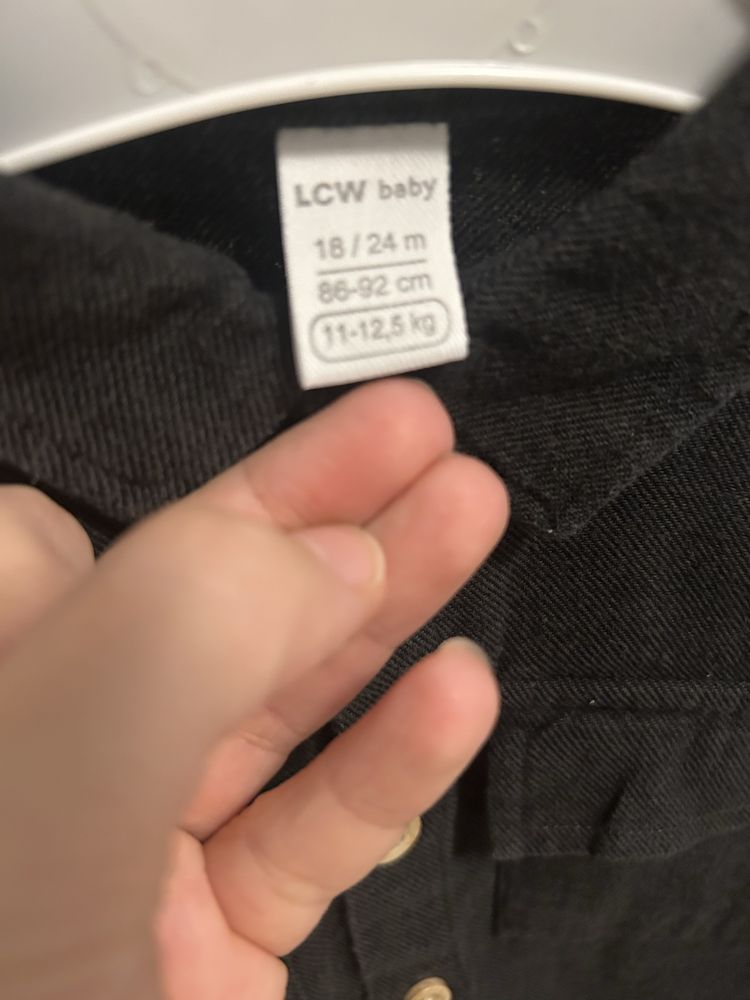 LCW baby
18 / 24 m
86-92 cm
11-12,5 kg